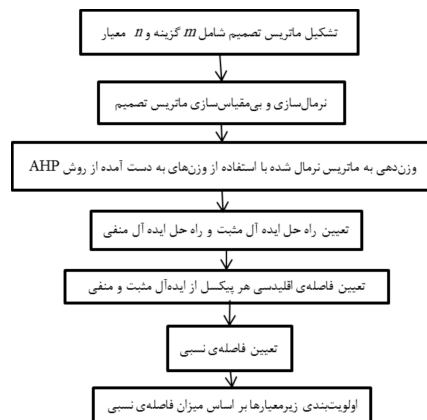 تشکیل ماتریس تصمیم شامل m گزینه و n معیار
نرمال‌سازی و بی‌مقیاس‌سازی ماتریس تصمیم
وزن‌دهی به ماتریس نرمال شده با استفاده از وزن‌های به دست آمده از روش AHP
تعیین راه حل ایده آل مثبت و راه حل ایده آل منفی
تعیین فاصله‌ی اقلیدسی هر پیکسل از ایده‌آل مثبت و منفی
تعیین فاصله‌ی نسبی
اولویت‌بندی زیرمعیارها بر اساس میزان فاصله‌ی نسبی